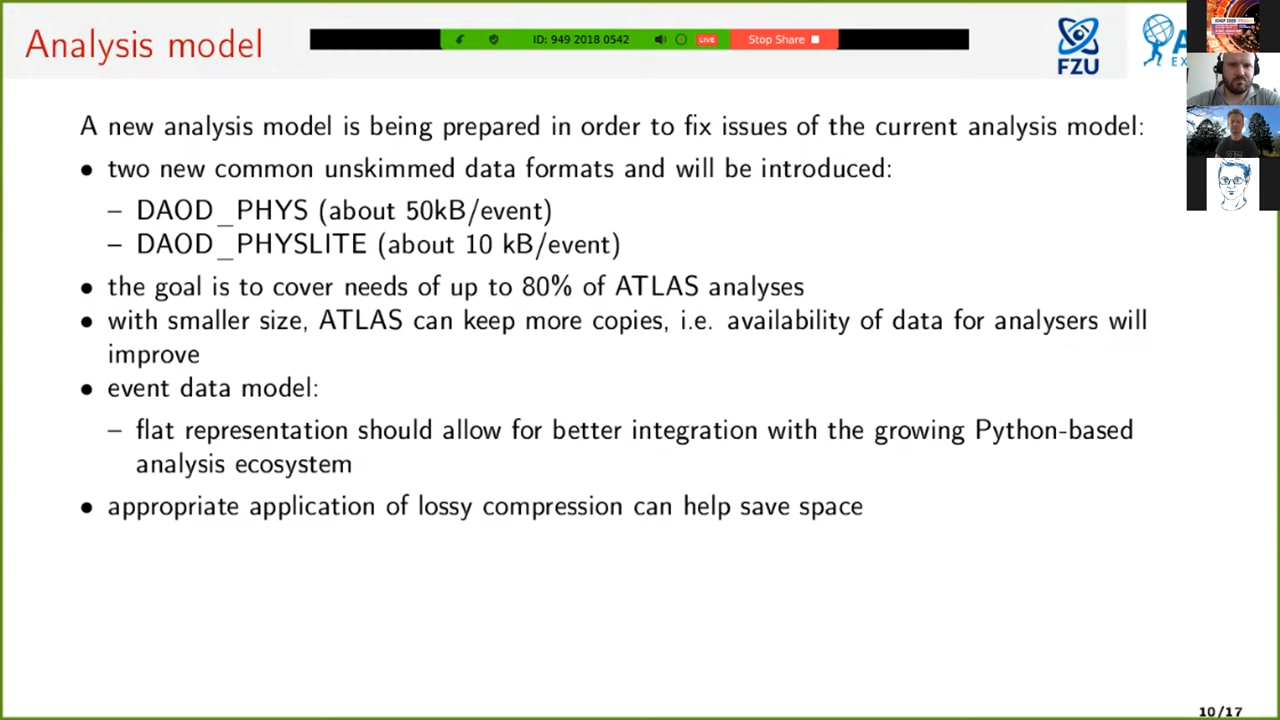 Analysis model
ID: 949 2018 0542
LIVE
Stop Share
FZU
ICHEP 2020
A new analysis model is being prepared in order to fix issues of the current analysis model:
• two new common unskimmed data formats and will be introduced:
– DAOD_PHYS (about 50kB/event)
– DAOD_PHYSLITE (about 10 kB/event)
• the goal is to cover needs of up to 80% of ATLAS analyses
• with smaller size, ATLAS can keep more copies, i.e. availability of data for analysers will
improve
• event data model:
– flat representation should allow for better integration with the growing Python-based
analysis ecosystem
• appropriate application of lossy compression can help save space
10/17